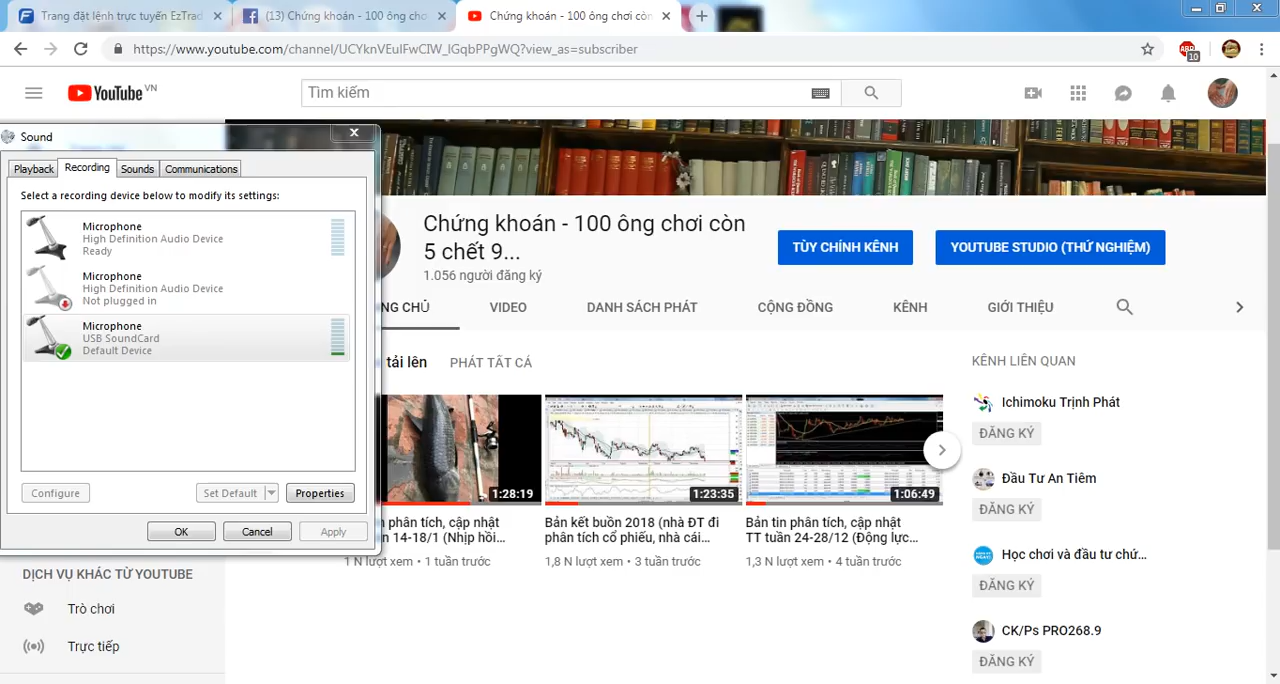 Trang đặt lệnh trực tuyến EzTrad
(13) Chứng khoán - 100 ông chơi
Chứng khoán - 100 ông chơi còn
https://www.youtube.com/channel/UCYknVEulFwCIW_lGqbPPgWQ?view_as=subscriber
10
YouTube VN
Tìm kiếm
Sound
Playback
Recording
Sounds
Communications
Select a recording device below to modify its settings:
Microphone
High Definition Audio Device
Ready
Microphone
High Definition Audio Device
Not plugged in
Microphone
USB SoundCard
Default Device
Configure
Set Default
Properties
OK
Cancel
Apply
Chứng khoán - 100 ông chơi còn
5 chết 9...
1.056 người đăng ký
TÙY CHỈNH KÊNH
YOUTUBE STUDIO (THỬ NGHIỆM)
NG CHỦ
VIDEO
DANH SÁCH PHÁT
CỘNG ĐỒNG
KÊNH
GIỚI THIỆU
tải lên
PHÁT TẤT CẢ
1:28:19
1:23:35
1:06:49
phân tích, cập nhật
n 14-18/1 (Nhịp hồi...
1 N lượt xem • 1 tuần trước
Bản kết buồn 2018 (nhà ĐT đi
phân tích cổ phiếu, nhà cái...
1,8 N lượt xem • 3 tuần trước
Bản tin phân tích, cập nhật
TT tuần 24-28/12 (Động lực...
1,3 N lượt xem • 4 tuần trước
KÊNH LIÊN QUAN
Ichimoku Trịnh Phát
ĐĂNG KÝ
Đầu Tư An Tiêm
ĐĂNG KÝ
Học chơi và đầu tư chứ...
ĐĂNG KÝ
CK/Ps PRO268.9
ĐĂNG KÝ
DỊCH VỤ KHÁC TỪ YOUTUBE
Trò chơi
Trực tiếp